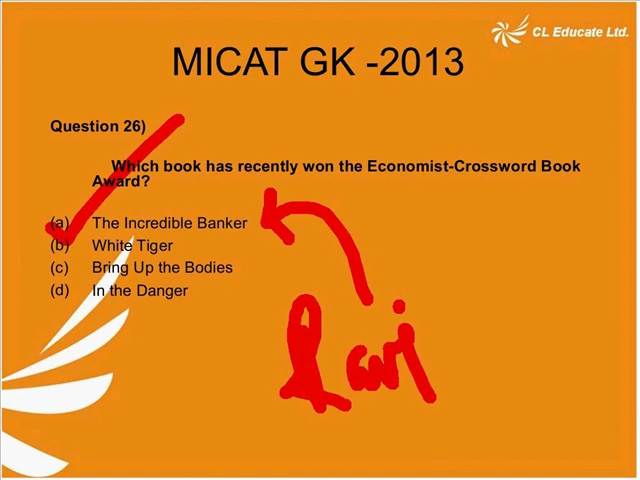 CL Educate Ltd.
MICAT GK -2013
Question 26)
Which book has recently won the Economist-Crossword Book
Award?
(a) The Incredible Banker
(b) White Tiger
(c) Bring Up the Bodies
(d) In the Danger
Ravi